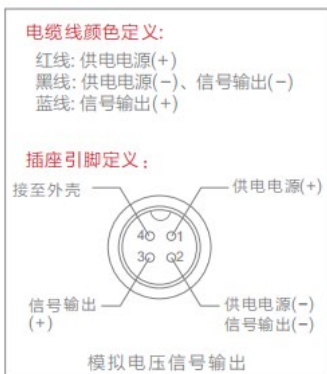 电缆线颜色定义:
红线: 供电电源(+)
黑线: 供电电源(−)、信号输出(−)
蓝线: 信号输出(+)
插座引脚定义：
接至外壳
供电电源(+)
4 1
3 2
信号输出
(+)
供电电源(−)
信号输出(−)
模拟电压信号输出